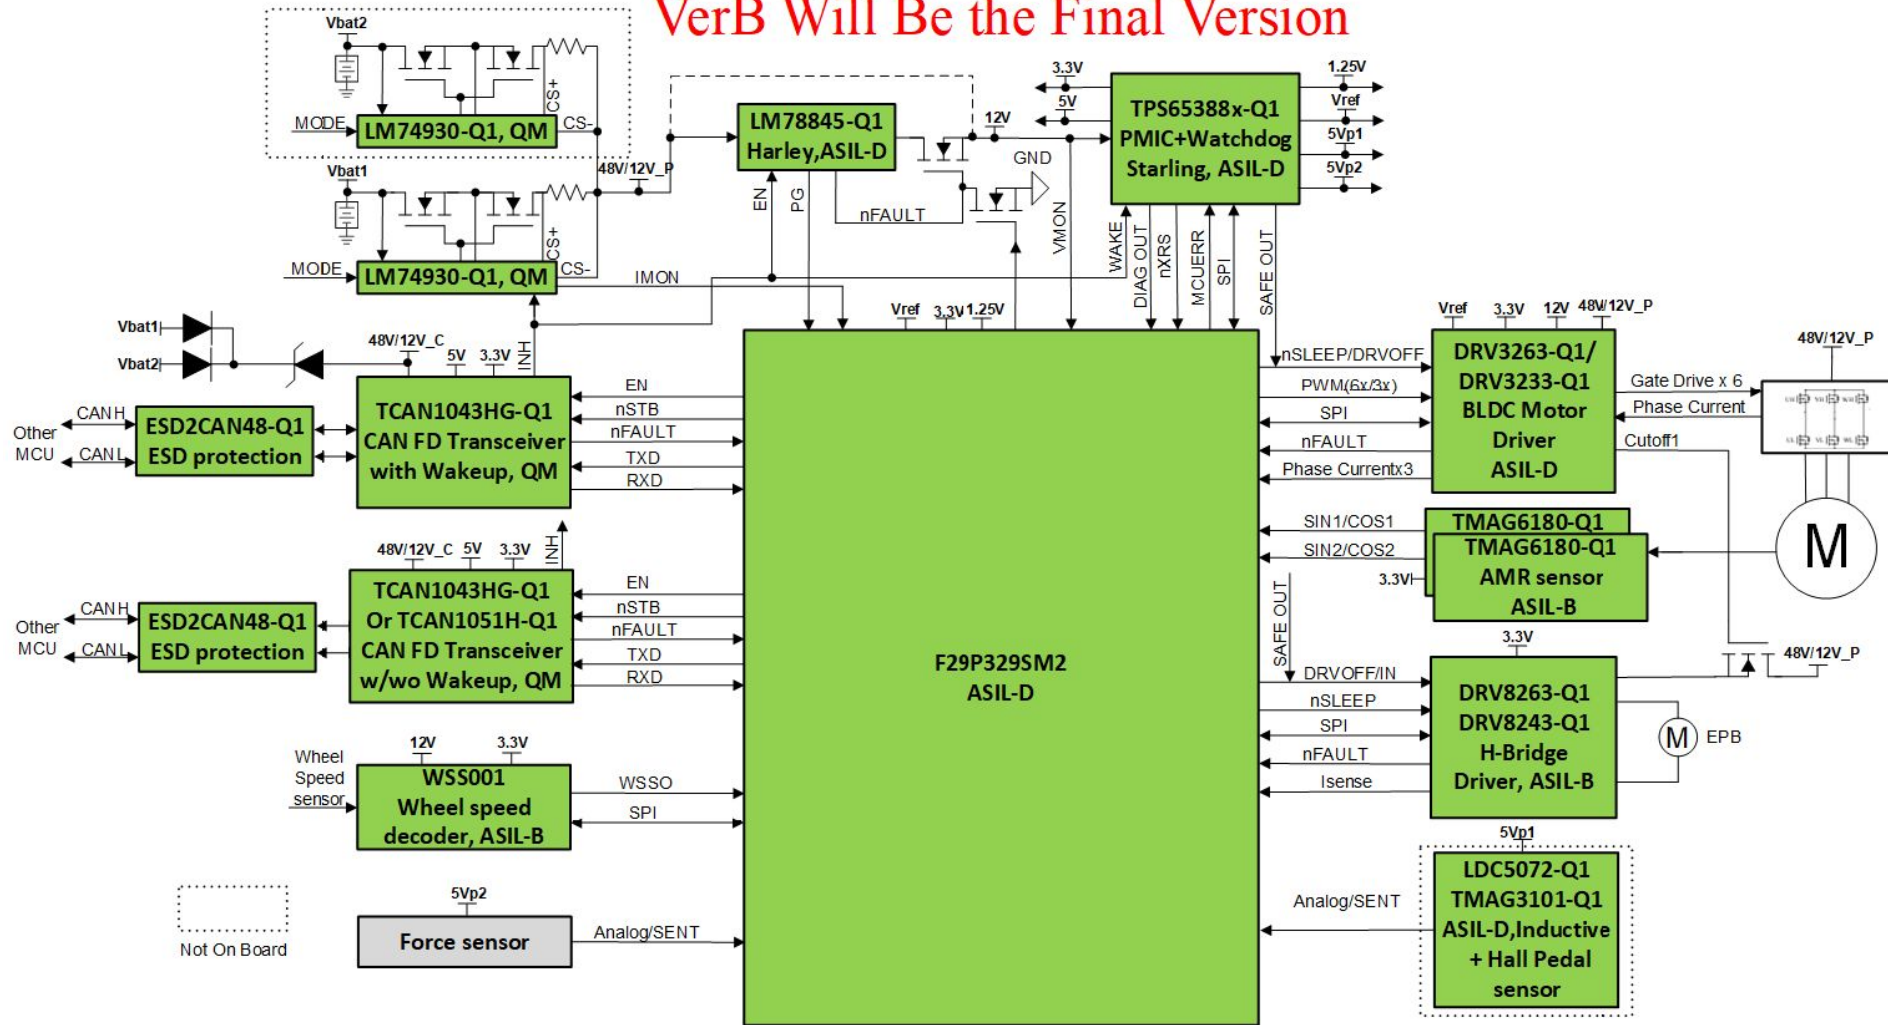 VerB Will Be the Final Version
Vbat2
CS+
MODE
LM74930-Q1, QM
CS-
Vbat1
48V/12V_P
CS+
MODE
LM74930-Q1, QM
CS-
IMON
LM78845-Q1
Harley,ASIL-D
EN
PG
nFAULT
12V
GND
VMON
3.3V
5V
TPS65388x-Q1
PMIC+Watchdog
Starling, ASIL-D
1.25V
Vref
5Vp1
5Vp2
WAKE
DIAG OUT
nXRS
MCUERR
SPI
SAFE OUT
Vbat1
Vbat2
48V/12V_C
5V
3.3V
INH
Other
MCU
CANH
CANL
ESD2CAN48-Q1
ESD protection
TCAN1043HG-Q1
CAN FD Transceiver
with Wakeup, QM
EN
nSTB
nFAULT
TXD
RXD
48V/12V_C
5V
3.3V
INH
Other
MCU
CANH
CANL
ESD2CAN48-Q1
ESD protection
TCAN1043HG-Q1
Or TCAN1051H-Q1
CAN FD Transceiver
w/wo Wakeup, QM
EN
nSTB
nFAULT
TXD
RXD
Wheel
Speed
sensor
12V
3.3V
WSS001
Wheel speed
decoder, ASIL-B
WSSO
SPI
Not On Board
5Vp2
Force sensor
Analog/SENT
Vref
3.3V
1.25V
F29P329SM2
ASIL-D
nSLEEP/DRVOFF
PWM(6x/3x)
SPI
nFAULT
Phase Currentx3
Vref
3.3V
12V
48V/12V_P
DRV3263-Q1/
DRV3233-Q1
BLDC Motor
Driver
ASIL-D
Gate Drive x 6
Phase Current
Cutoff1
48V/12V_P
M
SIN1/COS1
SIN2/COS2
3.3V
TMAG6180-Q1
TMAG6180-Q1
AMR sensor
ASIL-B
SAFE OUT
DRVOFF/IN
nSLEEP
SPI
nFAULT
Isense
3.3V
DRV8263-Q1
DRV8243-Q1
H-Bridge
Driver, ASIL-B
48V/12V_P
M
EPB
5Vp1
Analog/SENT
LDC5072-Q1
TMAG3101-Q1
ASIL-D,Inductive
+ Hall Pedal
sensor